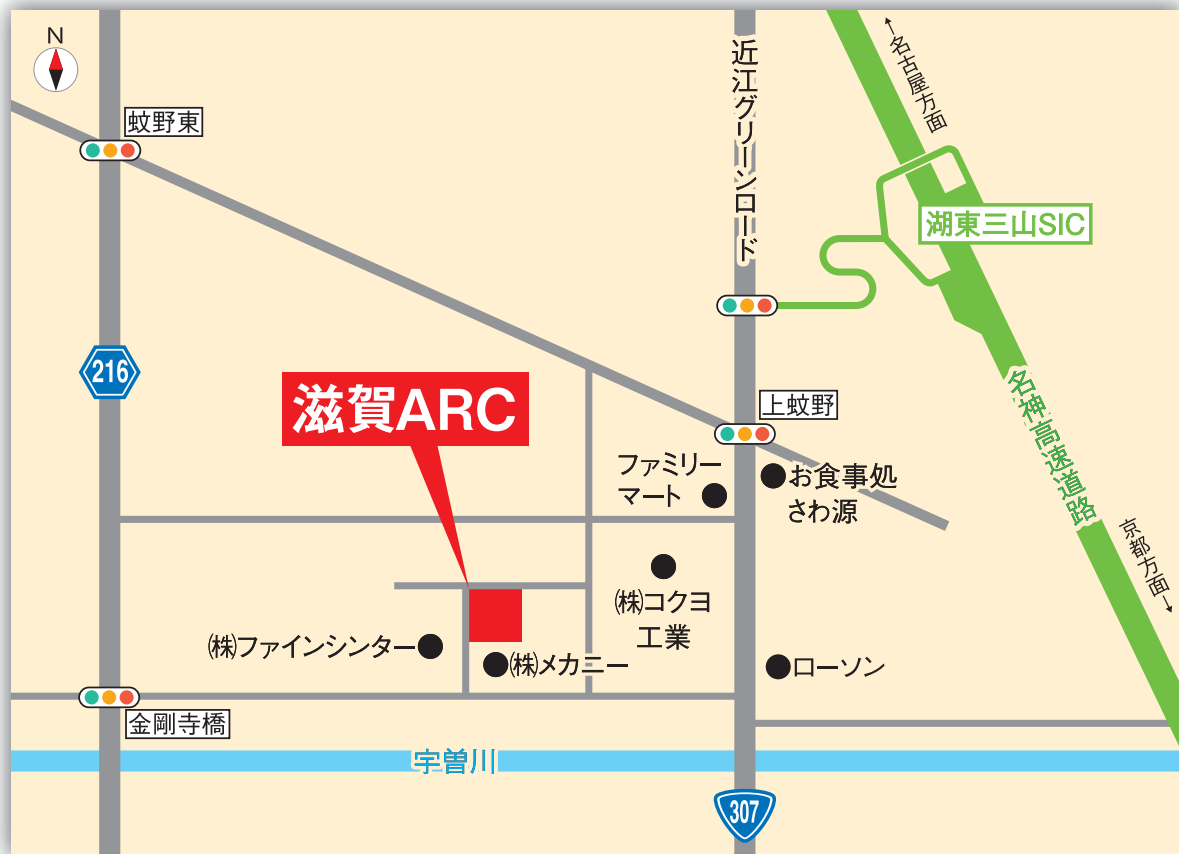 N
蚊野東
近江グリーンロード
←名古屋方面
湖東三山SIC
216
滋賀ARC
上蚊野
名神高速道路
ファミリー
マート
お食事処
さわ源
京都方面→
㈱コクヨ
工業
㈱ファインシンター
㈱メカニー
ローソン
金剛寺橋
宇曽川
307